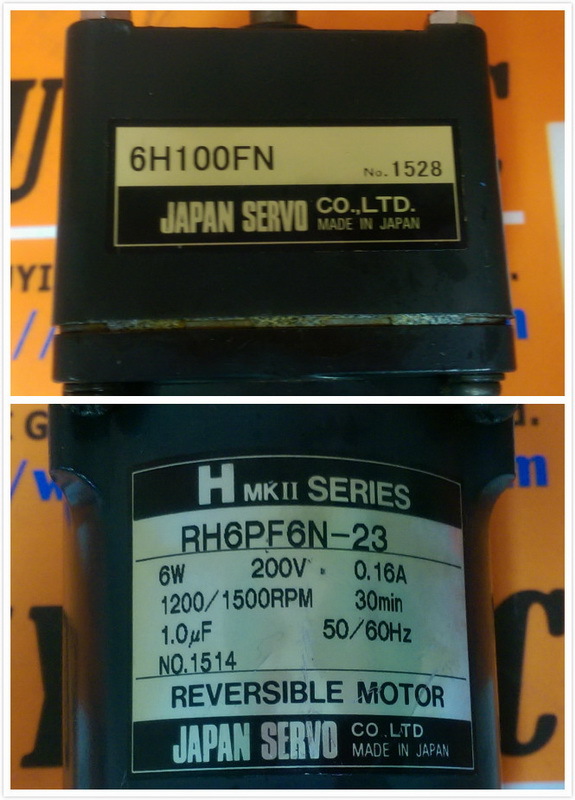 6H100FN
No.1528
JAPAN SERVO CO.,LTD.
MADE IN JAPAN
H MKII SERIES
RH6PF6N-23
6W 200V 0.16A
1200/1500RPM 30min
1.0μF 50/60Hz
NO.1514
REVERSIBLE MOTOR
JAPAN SERVO CO.,LTD
MADE IN JAPAN